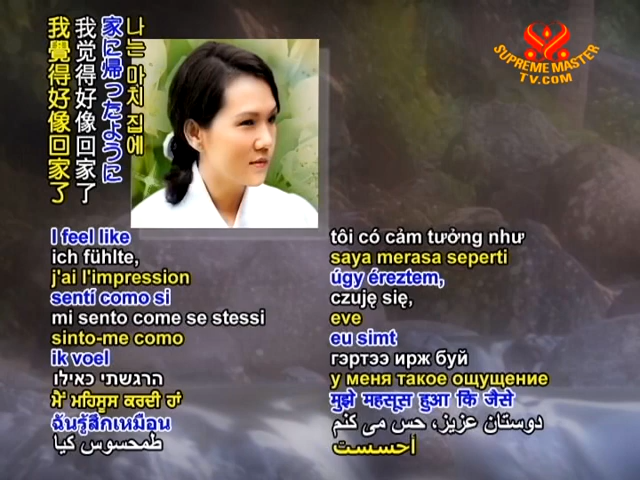 나는 마치 집에
家に帰ったように
我觉得好像回家了
我覺得好像回家了
SUPREME MASTER
TV.COM
I feel like
ich fühlte,
j'ai l'impression
sentí como si
mi sento come se stessi
sinto-me como
ik voel
הרגשתי כאילו
ਮੈਂ ਮਹਿਸੂਸ ਕਰਦੀ ਹਾਂ
ฉันรู้สึกเหมือน
طمحسوس کیا
tôi có cảm tưởng như
saya merasa seperti
úgy éreztem,
czuję się,
eve
eu simt
гэртээ ирж буй
у меня такое ощущение
मुझे महसूस हुआ कि जैसे
دوستان عزیز، حس می کنم
أحسست